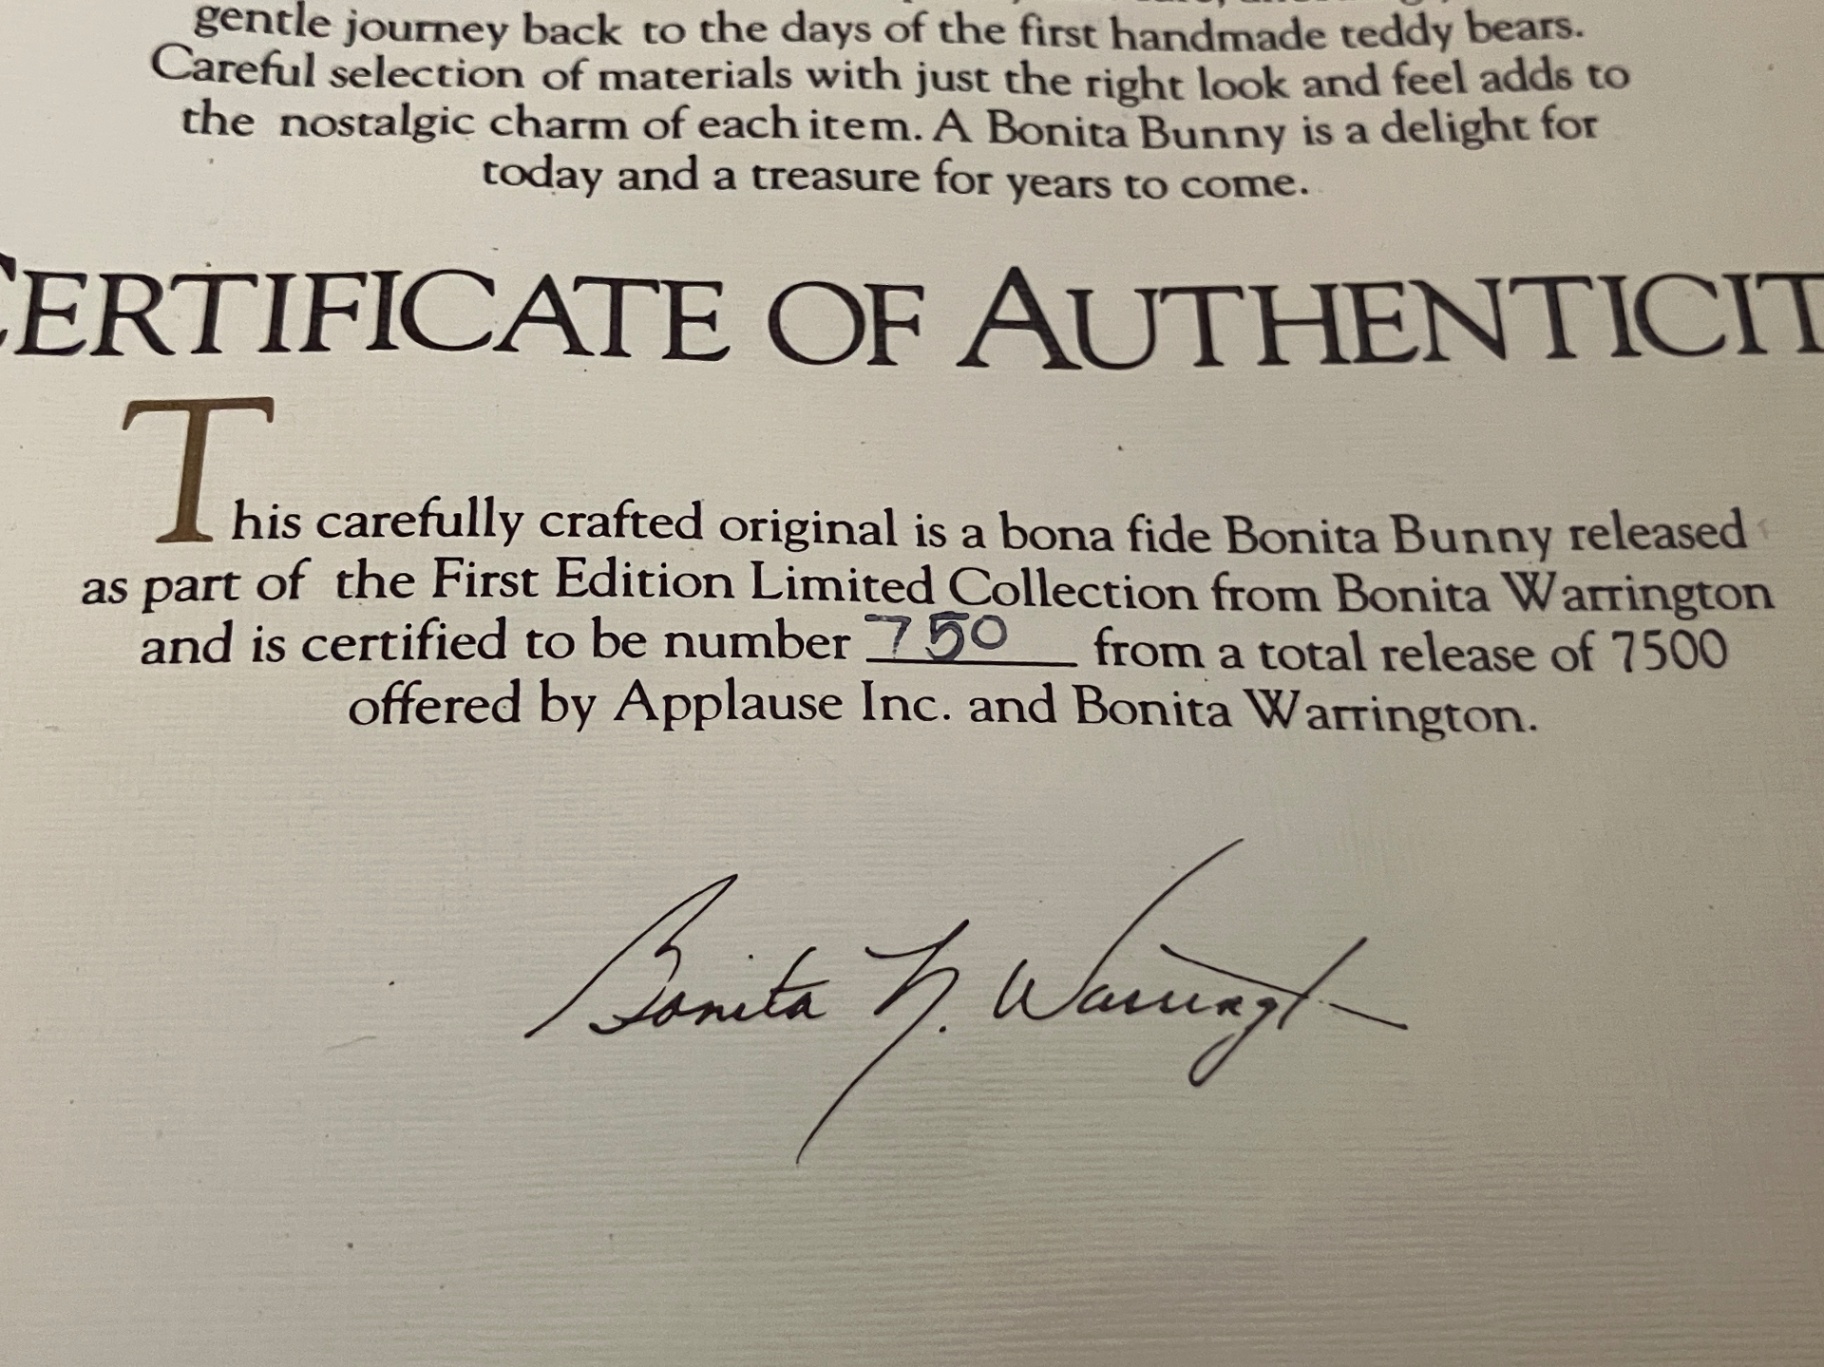 gentle journey back to the days of the first handmade teddy bears.
Careful selection of materials with just the right look and feel adds to
the nostalgic charm of each item. A Bonita Bunny is a delight for
today and a treasure for years to come.
CERTIFICATE OF AUTHENTICIT
This carefully crafted original is a bona fide Bonita Bunny released
as part of the First Edition Limited Collection from Bonita Warrington
and is certified to be number 750 from a total release of 7500
offered by Applause Inc. and Bonita Warrington.
Bonita N. Warrington